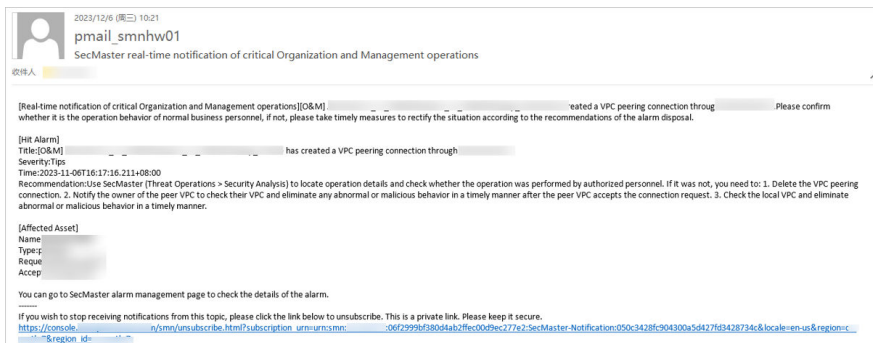 2023/12/6 (周三) 10:21
pmail_smnhw01
SecMaster real-time notification of critical Organization and Management operations
收件人
[Real-time notification of critical Organization and Management operations][O&M] created a VPC peering connection throug .Please confirm
whether it is the operation behavior of normal business personnel, if not, please take timely measures to rectify the situation according to the recommendations of the alarm disposal.
[Hit Alarm]
Title:[O&M] has created a VPC peering connection through
Severity:Tips
Time:2023-11-06T16:17:16.211+08:00
Recommendation:Use SecMaster (Threat Operations > Security Analysis) to locate operation details and check whether the operation was performed by authorized personnel. If it was not, you need to: 1. Delete the VPC peering
connection. 2. Notify the owner of the peer VPC to check their VPC and eliminate any abnormal or malicious behavior in a timely manner after the peer VPC accepts the connection request. 3. Check the local VPC and eliminate
abnormal or malicious behavior in a timely manner.
[Affected Asset]
Name
Type:p
Reque
Accep
You can go to SecMaster alarm management page to check the details of the alarm.
-------
If you wish to stop receiving notifications from this topic, please click the link below to unsubscribe. This is a private link. Please keep it secure.
https://console. n/smn/unsubscribe.html?subscription_urn=urn:smn: :06f2999bf380d4ab2ffec00d9ec277e2:SecMaster-Notification:050c3428fc904300a5d427fd3428734c&locale=en-us&region=c
&region_id=